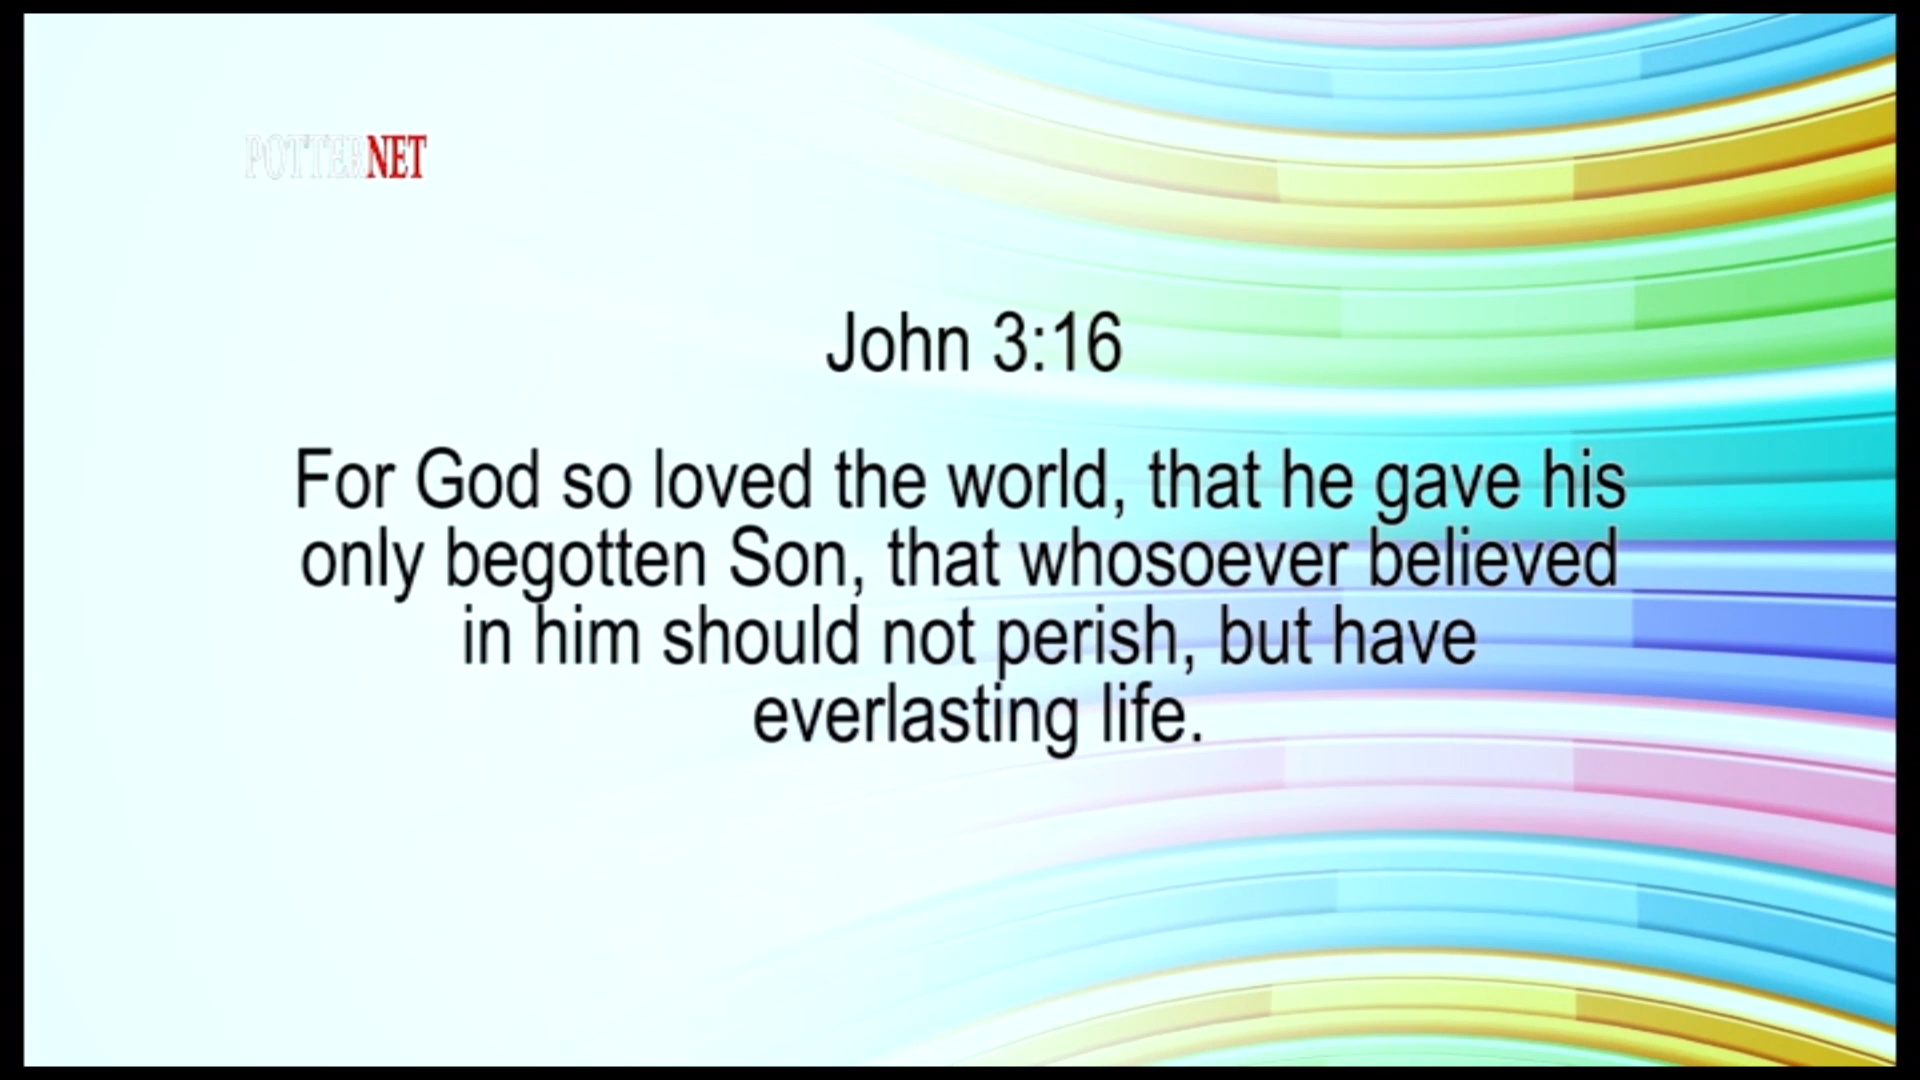 POTTERNET
John 3:16
For God so loved the world, that he gave his
only begotten Son, that whosoever believed
in him should not perish, but have
everlasting life.